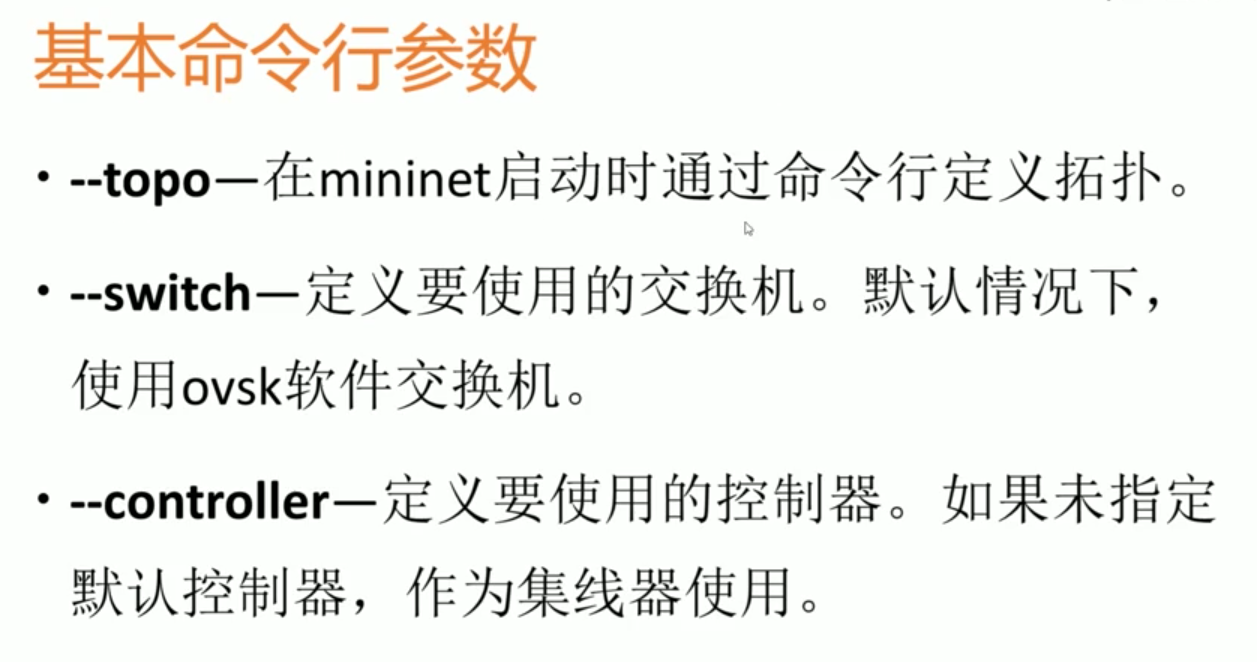 基本命令行参数
• --topo—在mininet启动时通过命令行定义拓扑。
• --switch—定义要使用的交换机。默认情况下，
使用ovsk软件交换机。
• --controller—定义要使用的控制器。如果未指定
默认控制器，作为集线器使用。